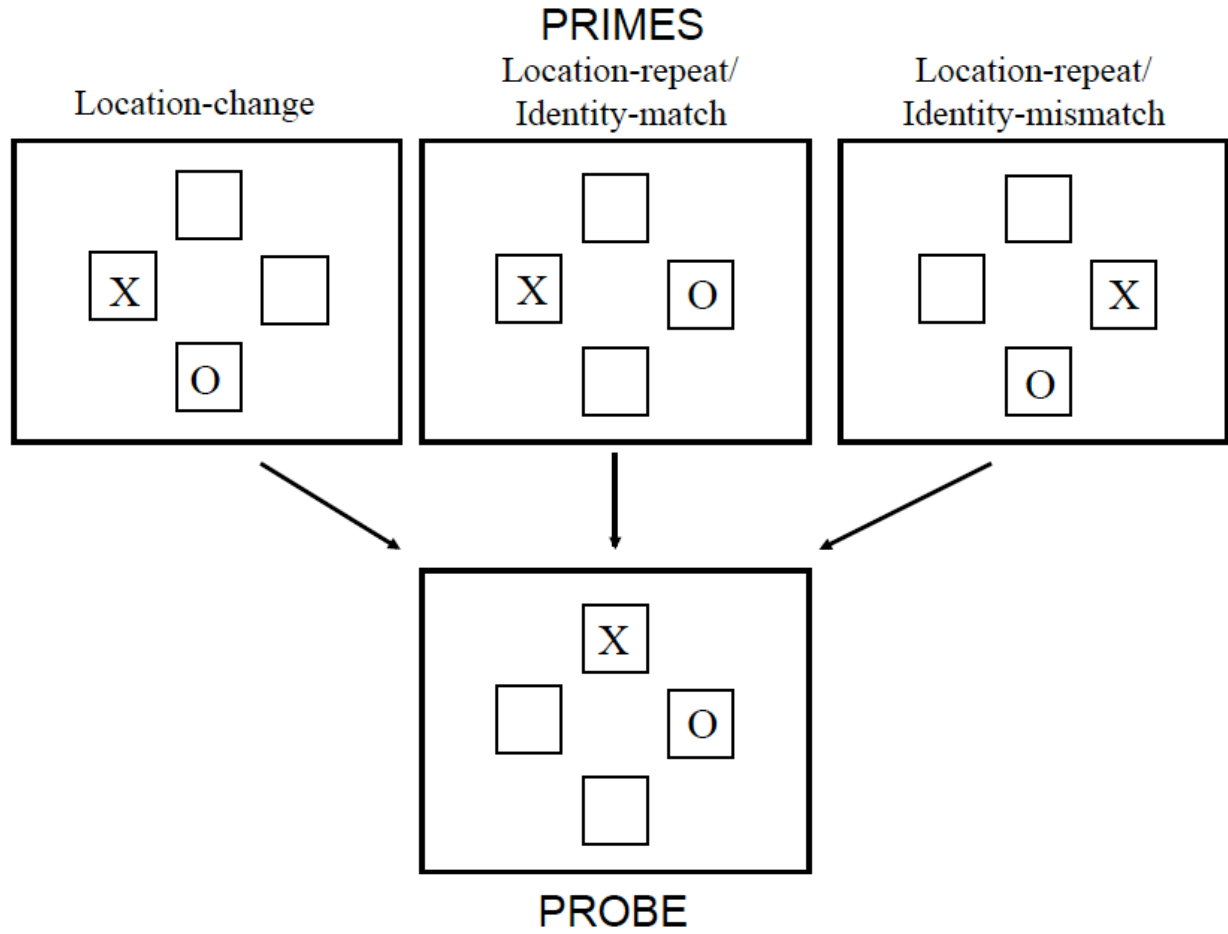 PRIMES
Location-change
Location-repeat/
Identity-match
Location-repeat/
Identity-mismatch
X
O
X
O
X
O
X
O
PROBE